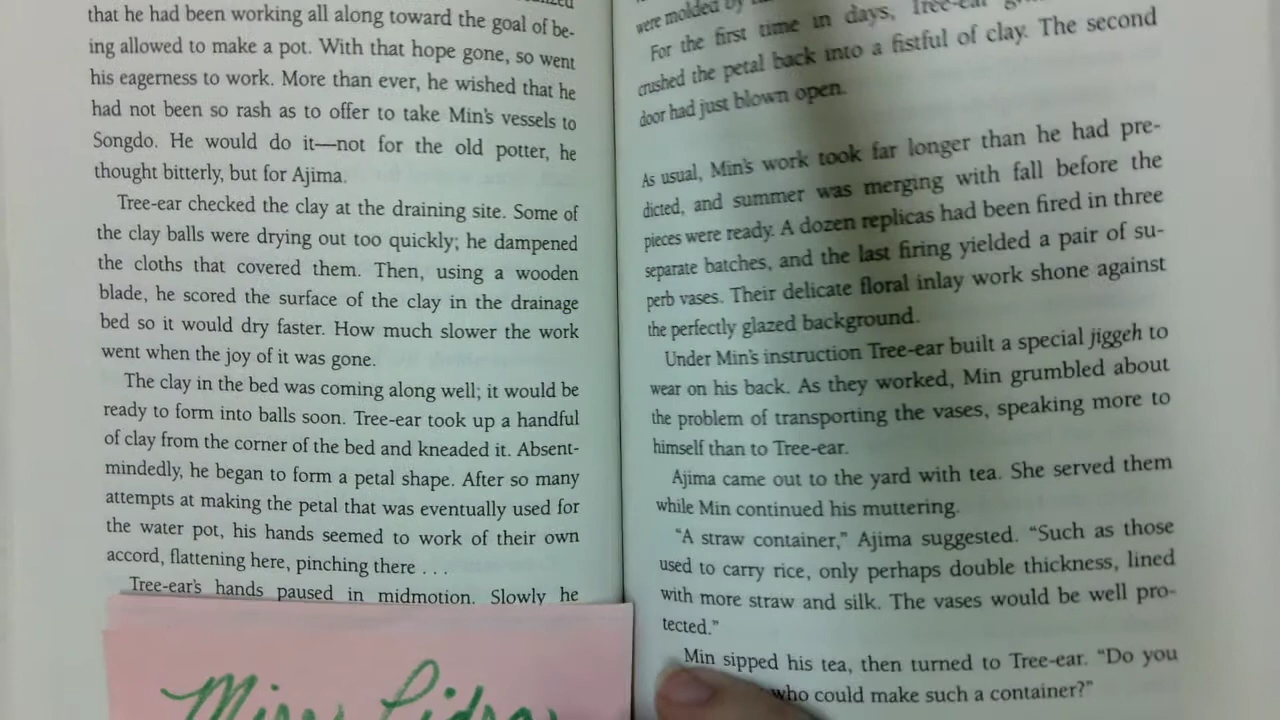 that he had been working all along toward the goal of be-
ing allowed to make a pot. With that hope gone, so went
his eagerness to work. More than ever, he wished that he
had not been so rash as to offer to take Min's vessels to
Songdo. He would do it—not for the old potter, he
thought bitterly, but for Ajima.
Tree-ear checked the clay at the draining site. Some of
the clay balls were drying out too quickly; he dampened
the cloths that covered them. Then, using a wooden
blade, he scored the surface of the clay in the drainage
bed so it would dry faster. How much slower the work
went when the joy of it was gone.
The clay in the bed was coming along well; it would be
ready to form into balls soon. Tree-ear took up a handful
of clay from the corner of the bed and kneaded it. Absent-
mindedly, he began to form a petal shape. After so many
attempts at making the petal that was eventually used for
the water pot, his hands seemed to work of their own
accord, flattening here, pinching there . . .
Tree-ear's hands paused in midmotion. Slowly he
were molded by
For the first time in days, Tree-ear
crushed the petal back into a fistful of clay. The second
door had just blown open.
As usual, Min's work took far longer than he had pre-
dicted, and summer was merging with fall before the
pieces were ready. A dozen replicas had been fired in three
separate batches, and the last firing yielded a pair of su-
perb vases. Their delicate floral inlay work shone against
the perfectly glazed background.
Under Min's instruction Tree-ear built a special jiggeh to
wear on his back. As they worked, Min grumbled about
the problem of transporting the vases, speaking more to
himself than to Tree-ear.
Ajima came out to the yard with tea. She served them
while Min continued his muttering.
"A straw container," Ajima suggested. "Such as those
used to carry rice, only perhaps double thickness, lined
with more straw and silk. The vases would be well pro-
tected."
Min sipped his tea, then turned to Tree-ear. "Do you
who could make such a container?"